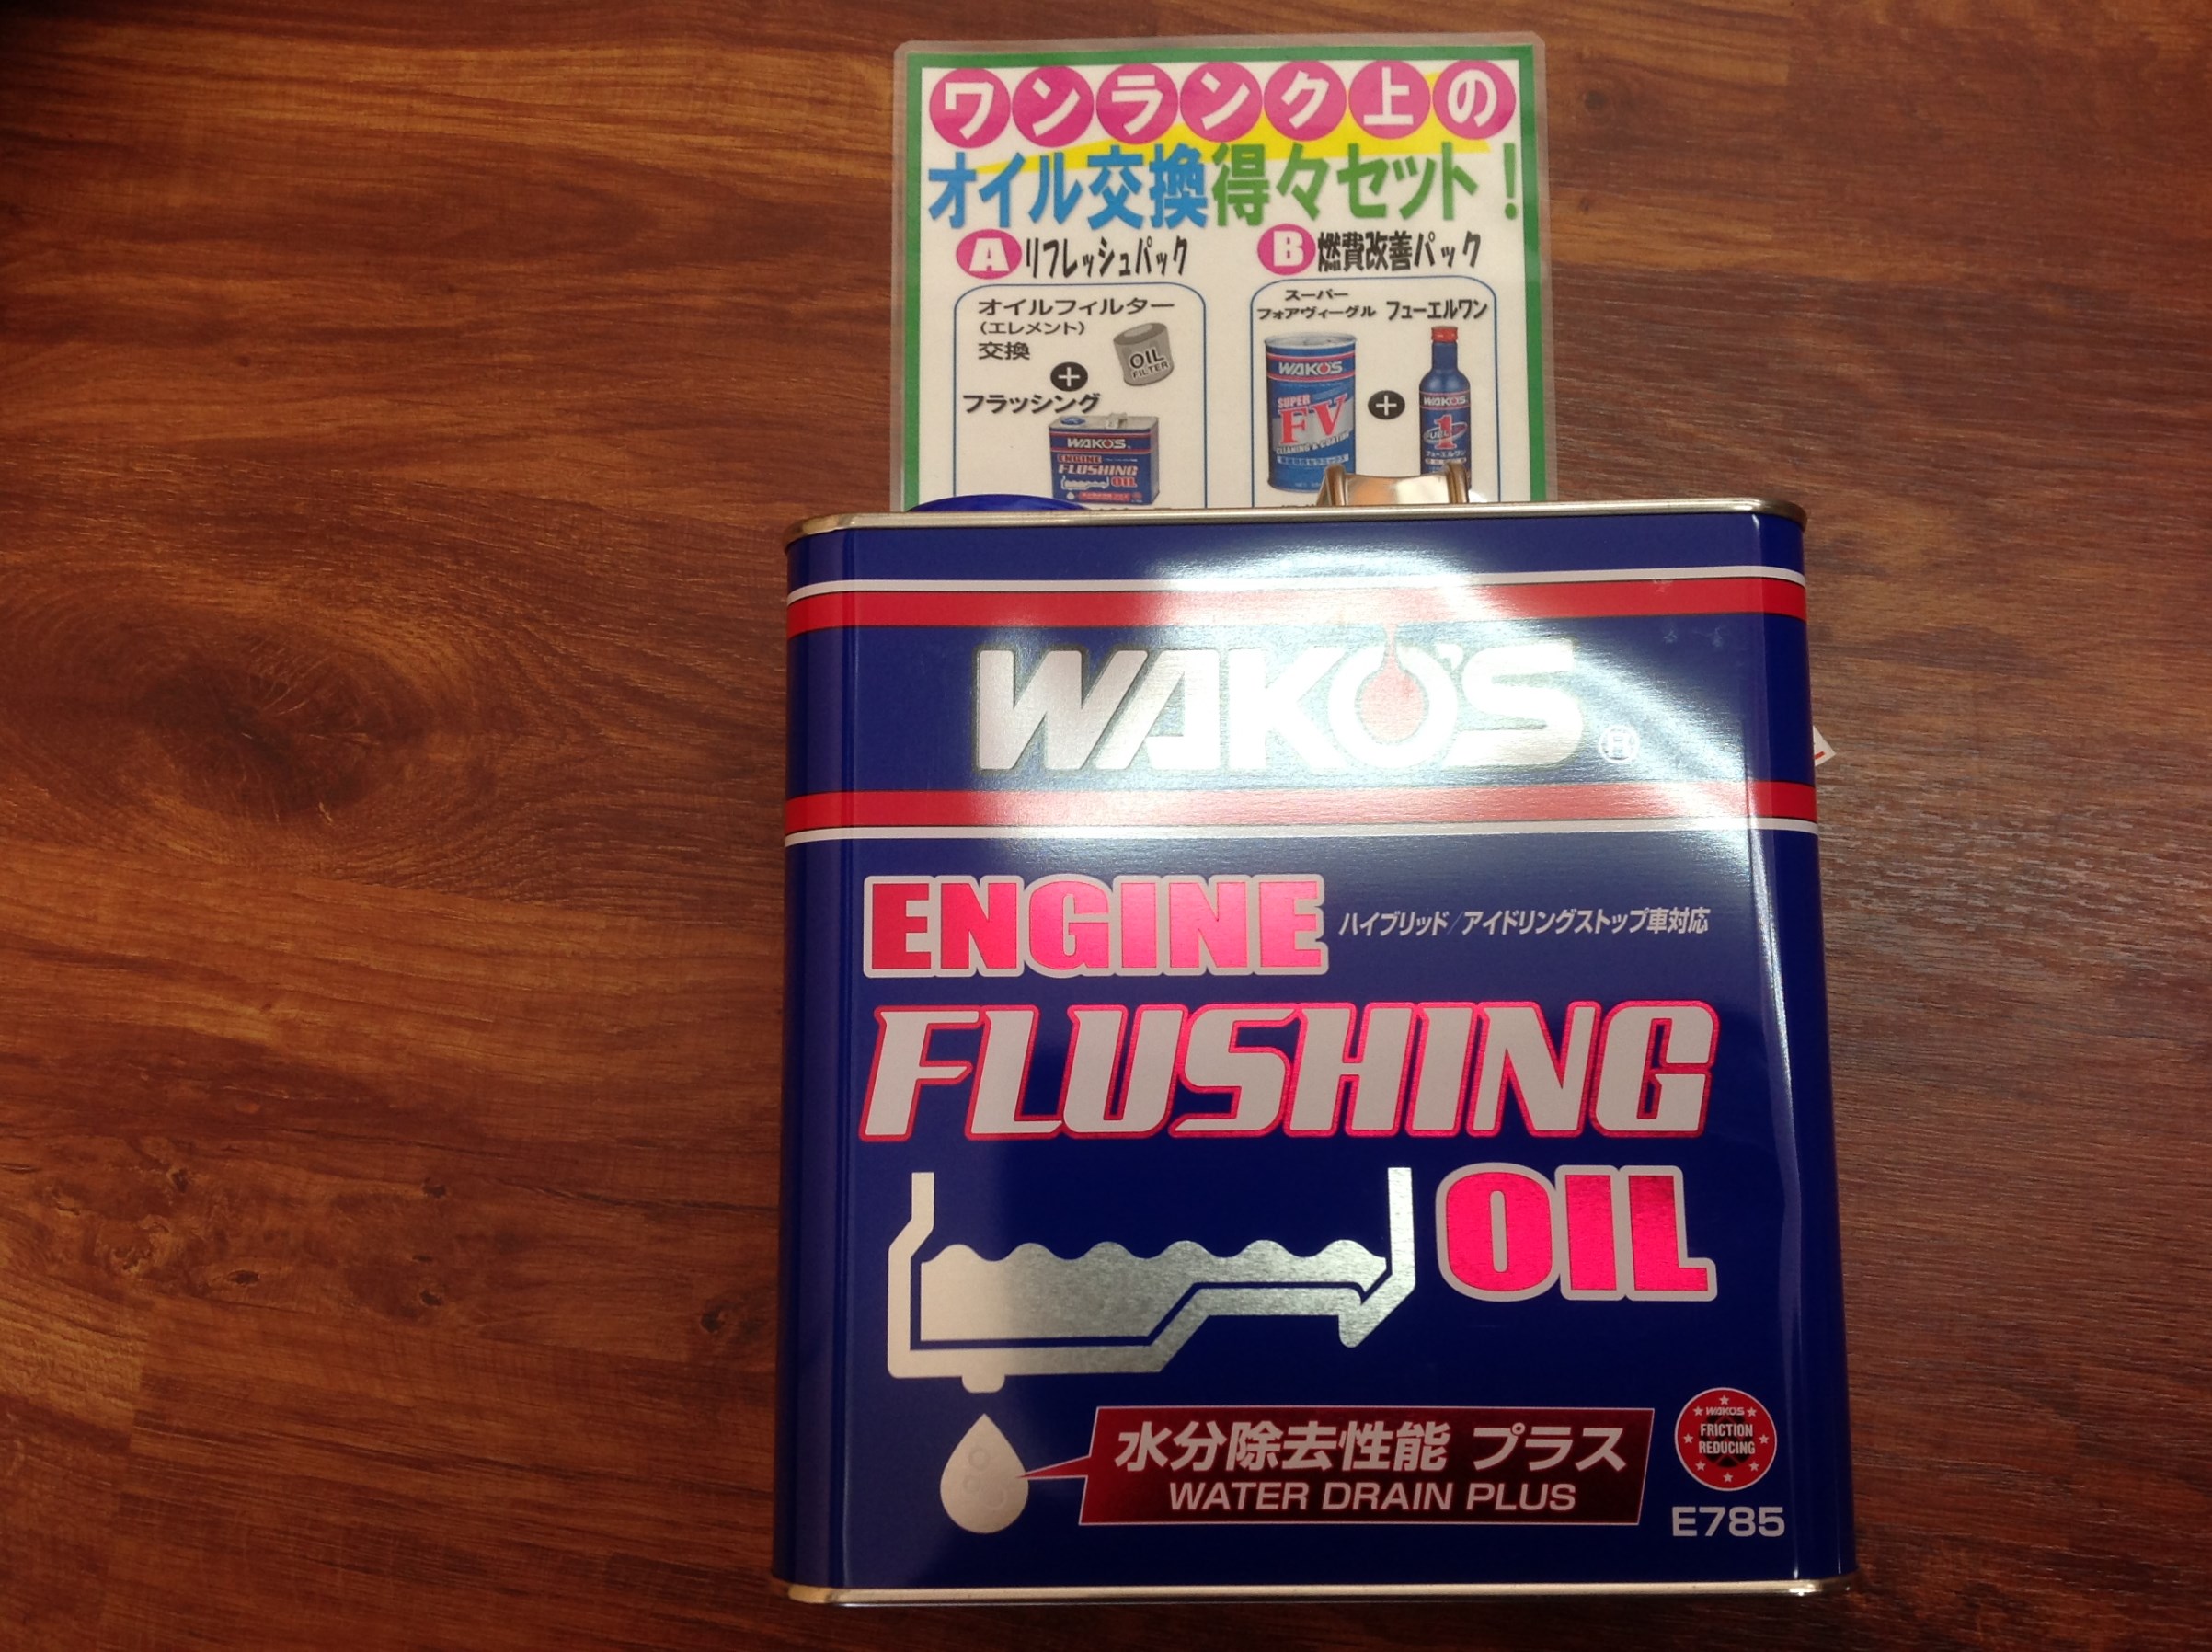 ワンランク上の
オイル交換得々セット！
A リフレッシュパック
オイルフィルター
(エレメント)
交換
+
OIL
FILTER
フラッシング
WAKO'S
ENGINE
FLUSHING
OIL
B 燃費改善パック
スーパー
フォアヴィークル フューエルワン
WAKO'S
SUPER
FV
CLEANING & COATING
+
WAKO'S
FUEL 1
フューエルワン
WAKO'S ®
ENGINE ハイブリッド/アイドリングストップ車対応
FLUSHING
OIL
水分除去性能 プラス
WATER DRAIN PLUS
WAKO'S
FRICTION
REDUCING
E785